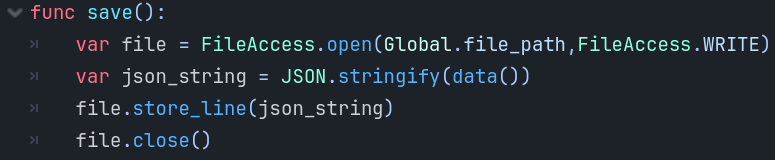 func save():
var file = FileAccess.open(Global.file_path,FileAccess.WRITE)
var json_string = JSON.stringify(data())
file.store_line(json_string)
file.close()